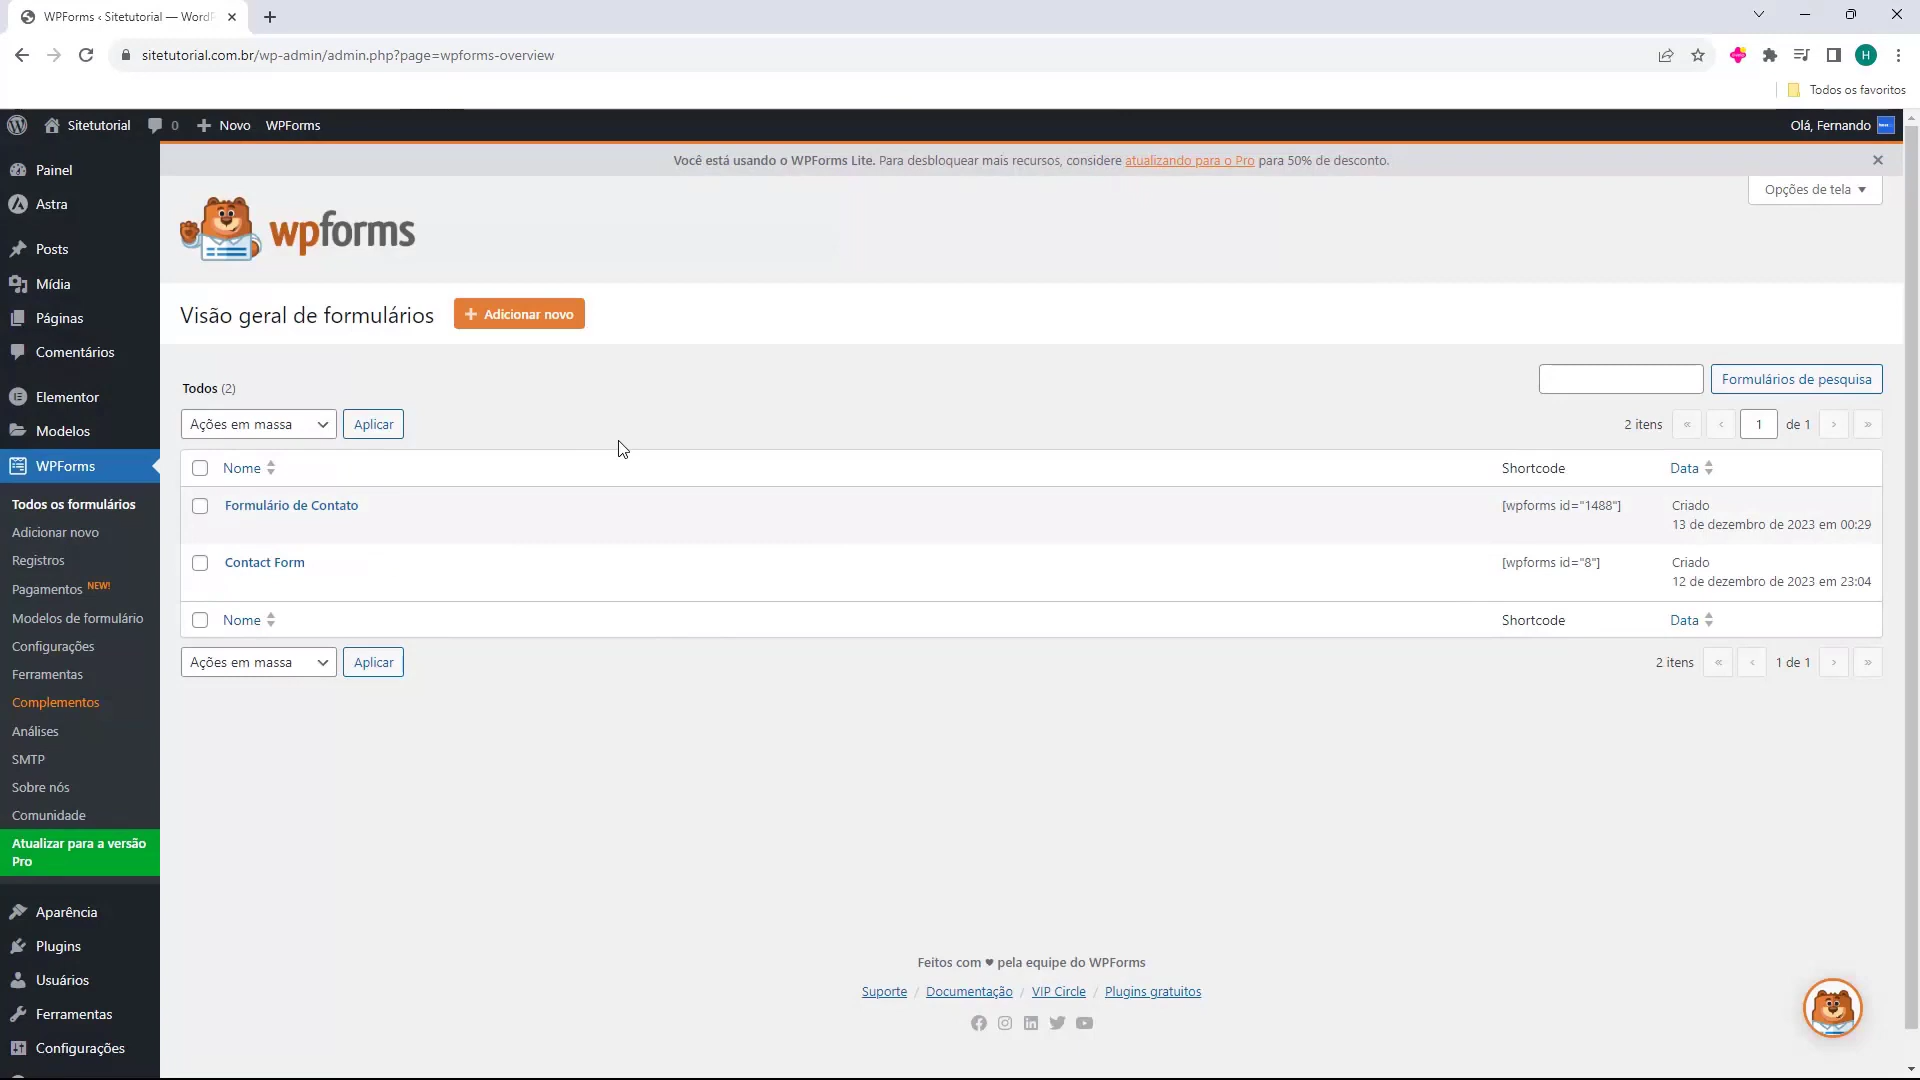 WPForms ‹ Sitetutorial — WordP
sitetutorial.com.br/wp-admin/admin.php?page=wpforms-overview
H
Todos os favoritos
Sitetutorial 0 Novo WPForms Olá, Fernando
Você está usando o WPForms Lite. Para desbloquear mais recursos, considere atualizando para o Pro para 50% de desconto.
Opções de tela
wpforms
Visão geral de formulários
Adicionar novo
Todos (2)
Formulários de pesquisa
Ações em massa Aplicar 2 itens « ‹ 1 de 1 › »
Nome Shortcode Data
Formulário de Contato [wpforms id="1488"] Criado
13 de dezembro de 2023 em 00:29
Contact Form [wpforms id="8"] Criado
12 de dezembro de 2023 em 23:04
Nome Shortcode Data
Ações em massa Aplicar 2 itens « ‹ 1 de 1 › »
Painel
Astra
Posts
Mídia
Páginas
Comentários
Elementor
Modelos
WPForms
Todos os formulários
Adicionar novo
Registros
Pagamentos NEW!
Modelos de formulário
Configurações
Ferramentas
Complementos
Análises
SMTP
Sobre nós
Comunidade
Atualizar para a versão
Pro
Aparência
Plugins
Usuários
Ferramentas
Configurações
Feitos com ♥ pela equipe do WPForms
Suporte / Documentação / VIP Circle / Plugins gratuitos